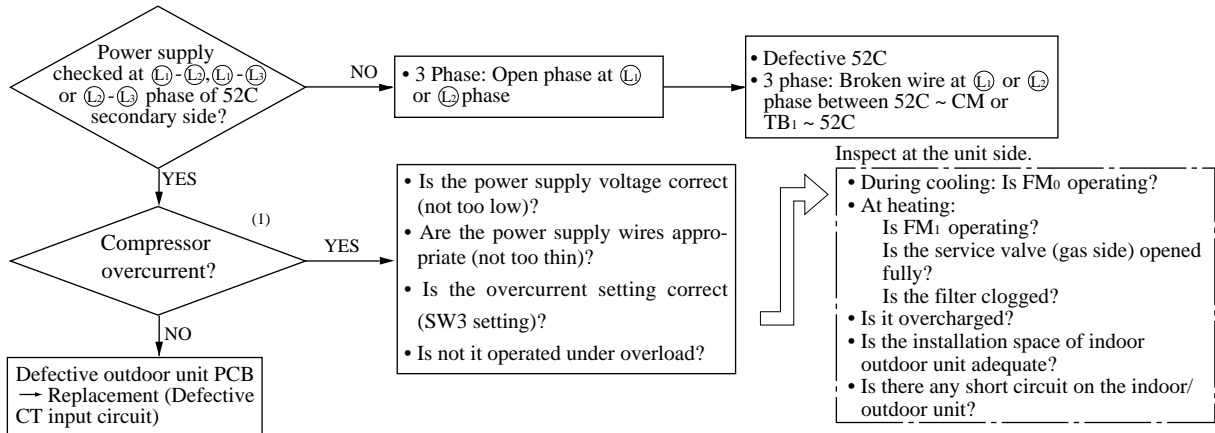 Power supply
checked at Ⓛ₁-Ⓛ₂, Ⓛ₁-Ⓛ₃
or Ⓛ₂-Ⓛ₃ phase of 52C
secondary side?
NO
• 3 Phase: Open phase at Ⓛ₁
or Ⓛ₂ phase
• Defective 52C
• 3 phase: Broken wire at Ⓛ₁ or Ⓛ₂
phase between 52C ~ CM or
TB₁ ~ 52C
YES
(1)
Compressor
overcurrent?
YES
• Is the power supply voltage correct
(not too low)?
• Are the power supply wires appro-
priate (not too thin)?
• Is the overcurrent setting correct
(SW3 setting)?
• Is not it operated under overload?
Inspect at the unit side.
• During cooling: Is FM₀ operating?
• At heating:
Is FM₁ operating?
Is the service valve (gas side) opened
fully?
Is the filter clogged?
• Is it overcharged?
• Is the installation space of indoor
outdoor unit adequate?
• Is there any short circuit on the indoor/
outdoor unit?
NO
Defective outdoor unit PCB
→ Replacement (Defective
CT input circuit)